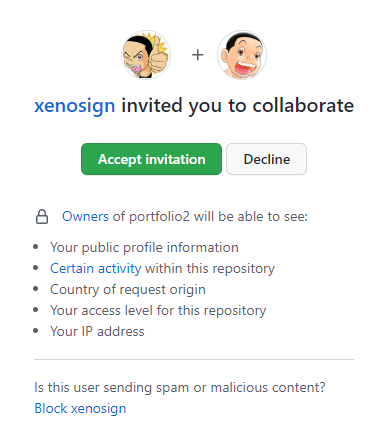 +
xenosign invited you to collaborate
Accept invitation
Decline
Owners of portfolio2 will be able to see:
• Your public profile information
• Certain activity within this repository
• Country of request origin
• Your access level for this repository
• Your IP address
Is this user sending spam or malicious content?
Block xenosign